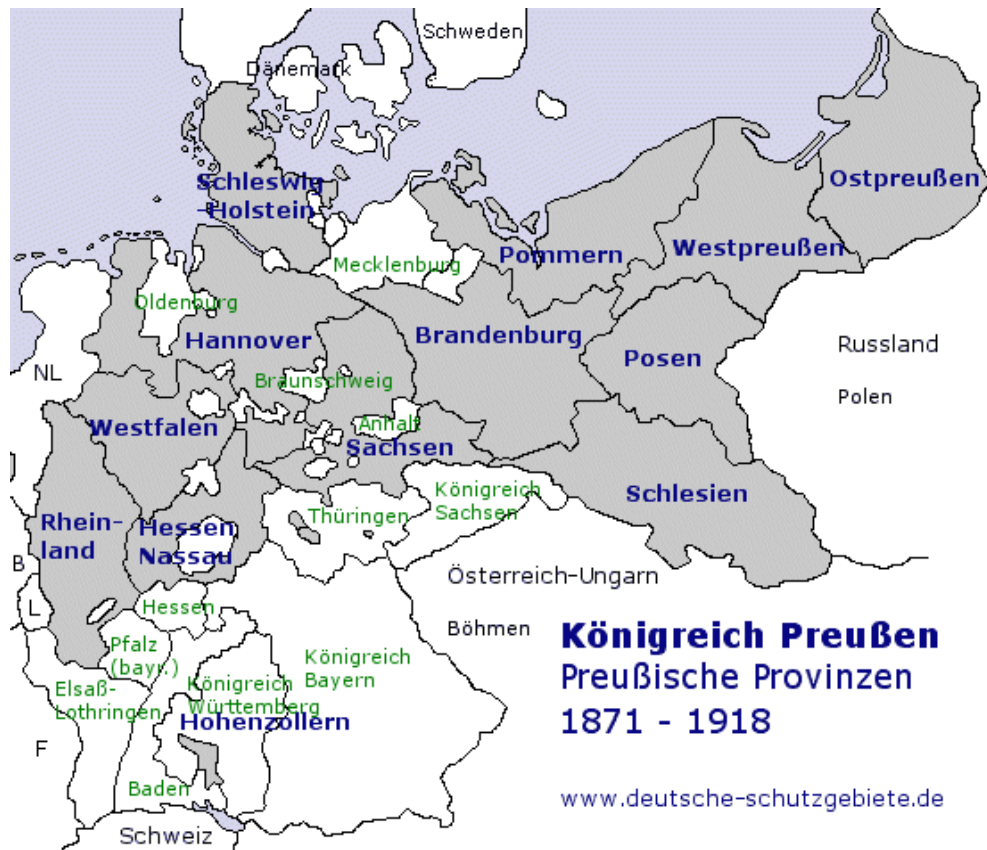 Schweden
Dänemark
Schleswig
-Holstein
Ostpreußen
Westpreußen
Pommern
Mecklenburg
Oldenburg
Hannover
Brandenburg
Posen
Russland
Polen
NL
Braunschweig
Westfalen
Anhalt
Sachsen
Königreich
Sachsen
Schlesien
Thüringen
Rhein-
land
Hessen
Nassau
B
L
Hessen
Österreich-Ungarn
Böhmen
Pfalz
(bayr.)
Elsaß-
Lothringen
Königreich
Württemberg
Königreich
Bayern
Hohenzollern
F
Baden
Schweiz
Königreich Preußen
Preußische Provinzen
1871 - 1918
www.deutsche-schutzgebiete.de